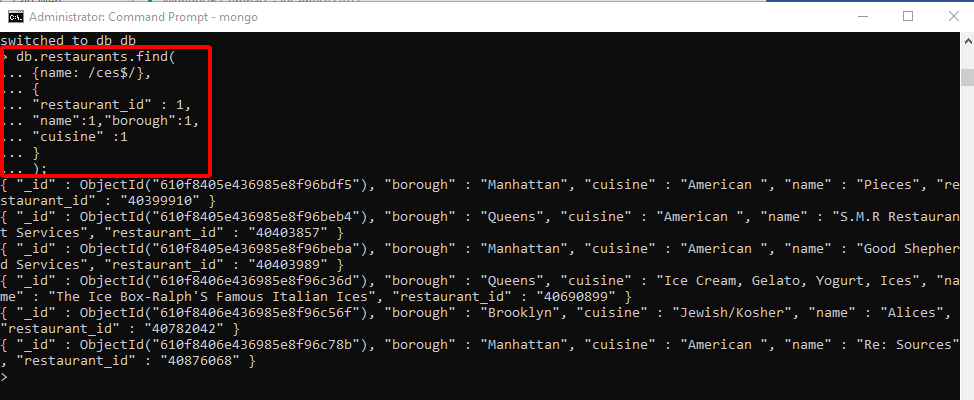 Administrator: Command Prompt - mongo
switched to db db
> db.restaurants.find(
... {name: /ces$/},
... {
... "restaurant_id" : 1,
... "name":1,"borough":1,
... "cuisine" :1
... }
... );
{ "_id" : ObjectId("610f8405e436985e8f96bdf5"), "borough" : "Manhattan", "cuisine" : "American ", "name" : "Pieces", "re
staurant_id" : "40399910" }
{ "_id" : ObjectId("610f8405e436985e8f96beb4"), "borough" : "Queens", "cuisine" : "American ", "name" : "S.M.R Restauran
t Services", "restaurant_id" : "40403857" }
{ "_id" : ObjectId("610f8405e436985e8f96beba"), "borough" : "Manhattan", "cuisine" : "American ", "name" : "Good Shepher
d Services", "restaurant_id" : "40403989" }
{ "_id" : ObjectId("610f8406e436985e8f96c36d"), "borough" : "Queens", "cuisine" : "Ice Cream, Gelato, Yogurt, Ices", "na
me" : "The Ice Box-Ralph'S Famous Italian Ices", "restaurant_id" : "40690899" }
{ "_id" : ObjectId("610f8406e436985e8f96c56f"), "borough" : "Brooklyn", "cuisine" : "Jewish/Kosher", "name" : "Alices",
"restaurant_id" : "40782042" }
{ "_id" : ObjectId("610f8406e436985e8f96c78b"), "borough" : "Manhattan", "cuisine" : "American ", "name" : "Re: Sources"
, "restaurant_id" : "40876068" }
>